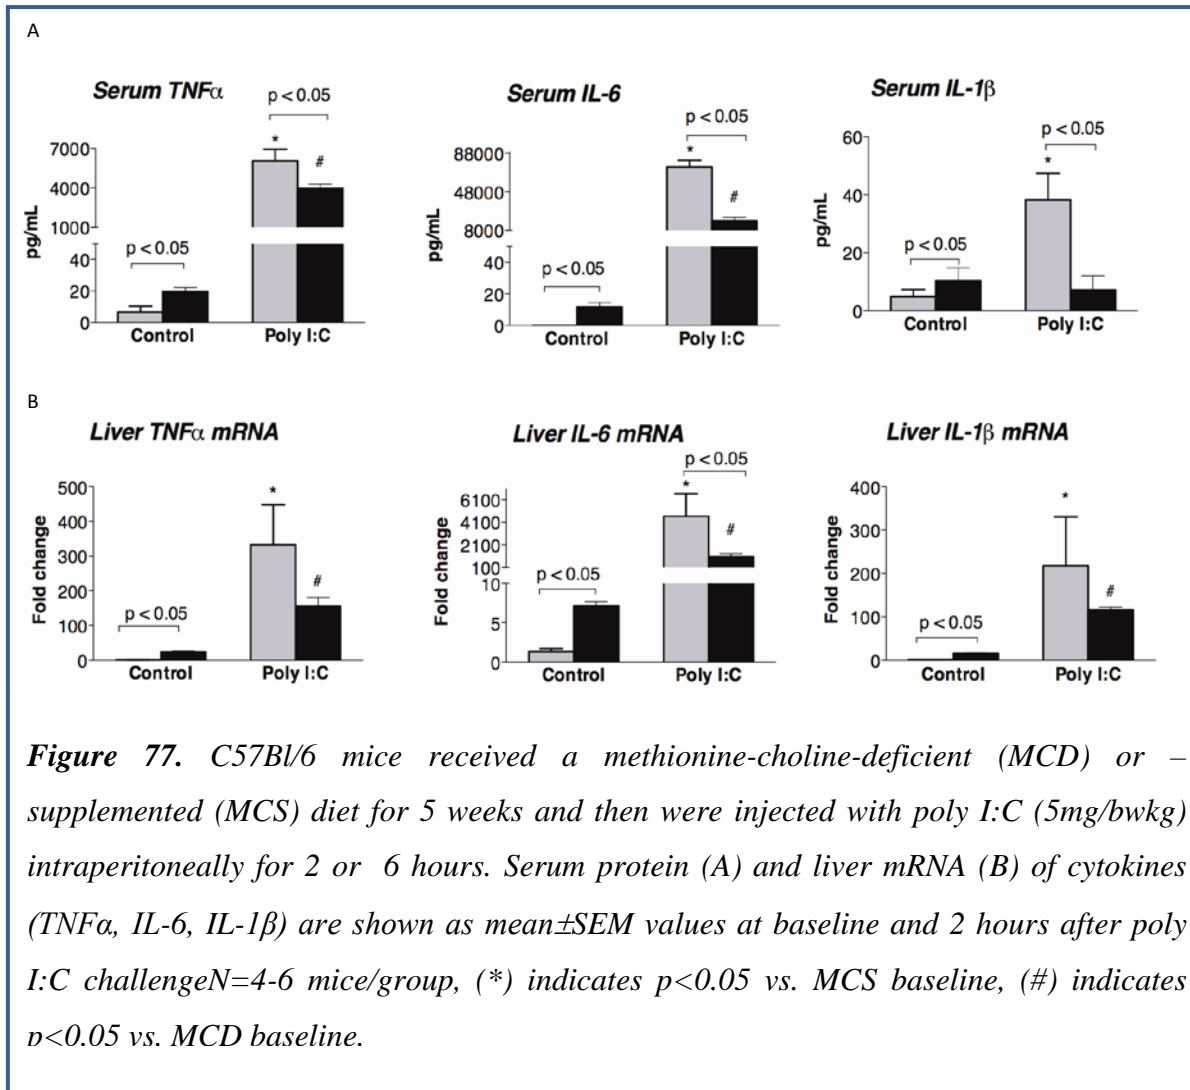 A
Serum TNFα
Serum IL-6
Serum IL-1β
p < 0.05
p < 0.05
p < 0.05
pg/mL
7000
4000
1000
40
20
0
p < 0.05
*
#
Control
Poly I:C
pg/mL
88000
48000
8000
40
20
0
p < 0.05
*
#
Control
Poly I:C
pg/mL
60
40
20
0
p < 0.05
*
Control
Poly I:C
B
Liver TNFα mRNA
Liver IL-6 mRNA
Liver IL-1β mRNA
Fold change
500
400
300
200
100
0
p < 0.05
*
#
Control
Poly I:C
Fold change
6100
4100
2100
100
10
5
0
p < 0.05
p < 0.05
*
#
Control
Poly I:C
Fold change
400
300
200
100
0
p < 0.05
*
#
Control
Poly I:C
Figure 77. C57Bl/6 mice received a methionine-choline-deficient (MCD) or –
supplemented (MCS) diet for 5 weeks and then were injected with poly I:C (5mg/bwkg)
intraperitoneally for 2 or 6 hours. Serum protein (A) and liver mRNA (B) of cytokines
(TNFα, IL-6, IL-1β) are shown as mean±SEM values at baseline and 2 hours after poly
I:C challengeN=4-6 mice/group, (*) indicates p<0.05 vs. MCS baseline, (#) indicates
p<0.05 vs. MCD baseline.